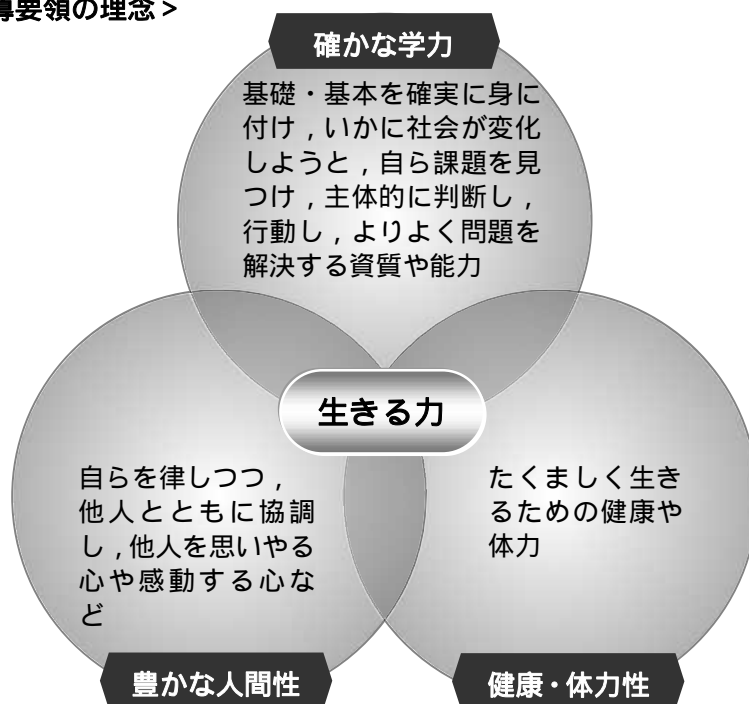 導要領の理念>
確かな学力
基礎・基本を確実に身に
付け，いかに社会が変化
しようと，自ら課題を見
つけ，主体的に判断し，
行動し，よりよく問題を
解決する資質や能力
生きる力
自らを律しつつ，
他人とともに協調
し，他人を思いやる
心や感動する心な
ど
たくましく生き
るための健康や
体力
豊かな人間性
健康・体力性